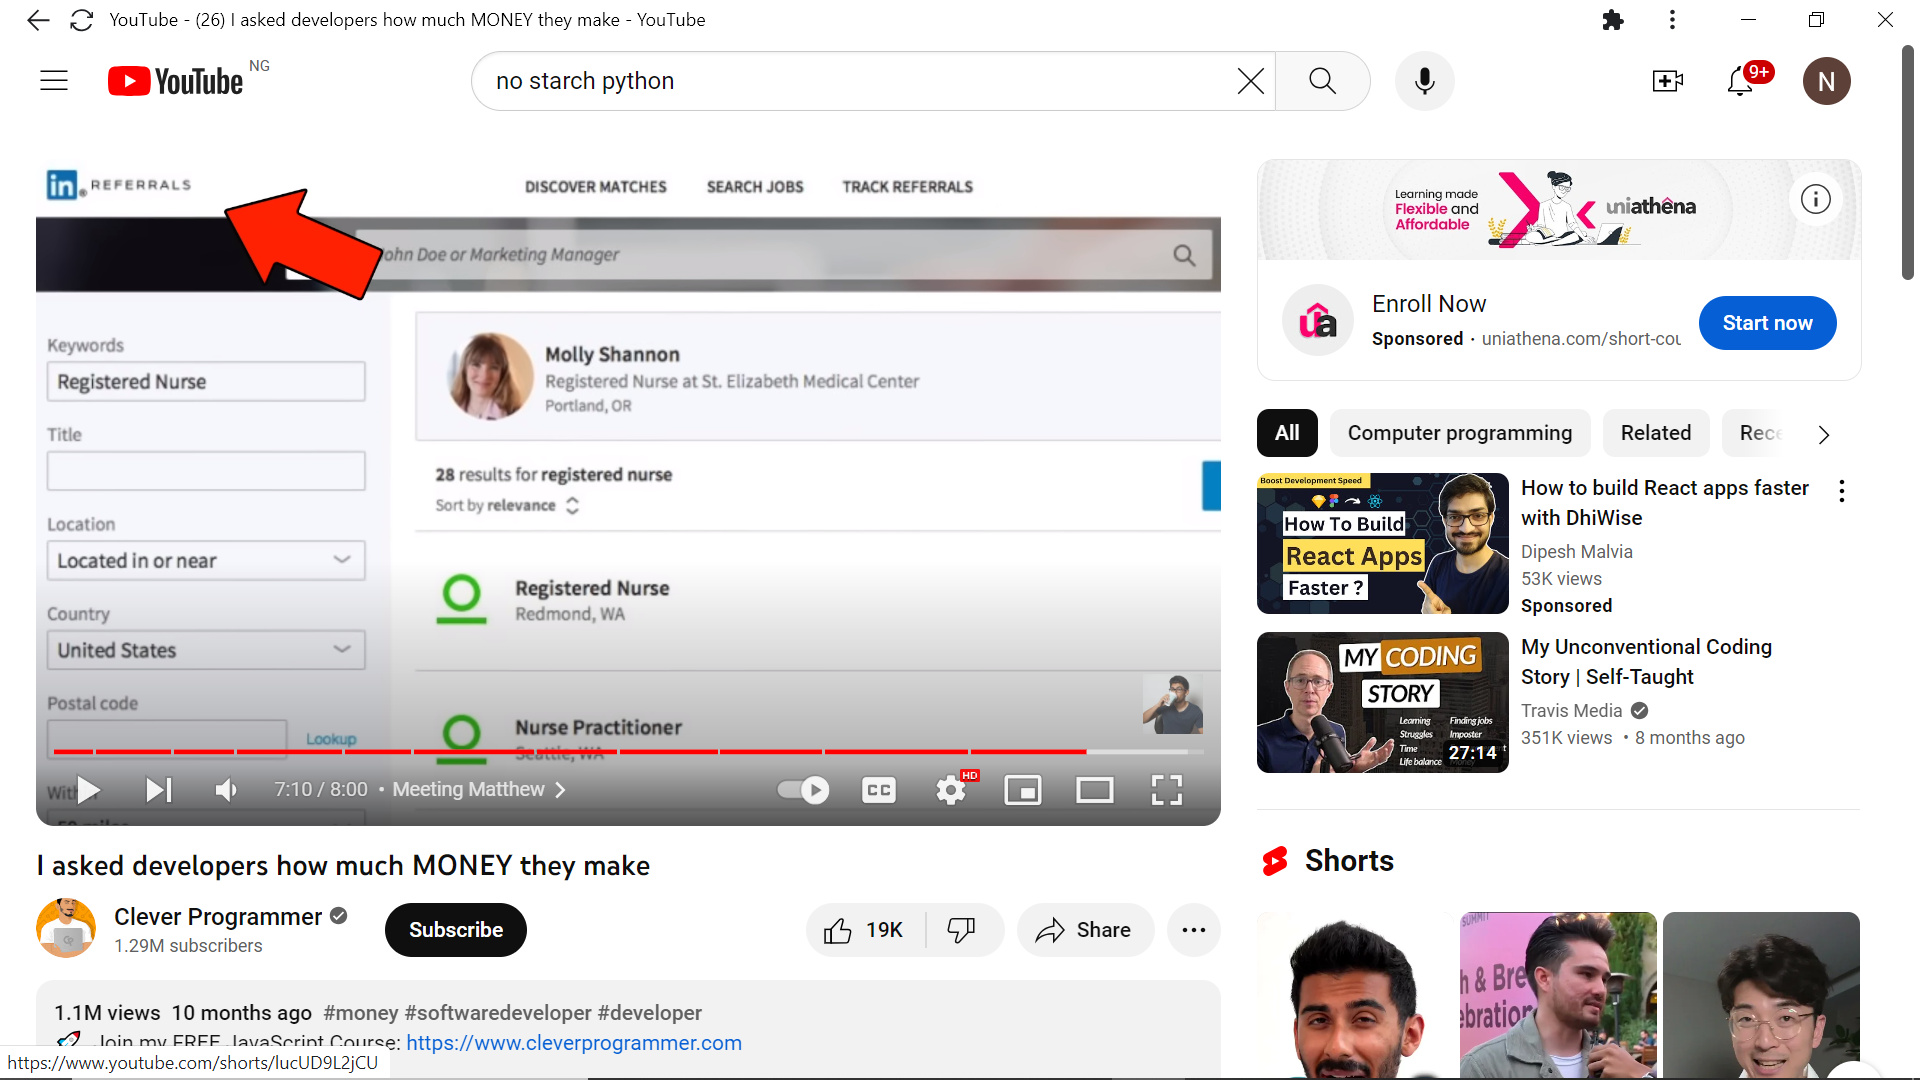 YouTube - (26) I asked developers how much MONEY they make - YouTube
YouTube NG
no starch python
9+
N
in® REFERRALS
DISCOVER MATCHES
SEARCH JOBS
TRACK REFERRALS
John Doe or Marketing Manager
Keywords
Registered Nurse
Title
Location
Located in or near
Country
United States
Postal code
Lookup
Molly Shannon
Registered Nurse at St. Elizabeth Medical Center
Portland, OR
28 results for registered nurse
Sort by relevance
Registered Nurse
Redmond, WA
Nurse Practitioner
Seattle, WA
7:10 / 8:00 • Meeting Matthew
CC
HD
I asked developers how much MONEY they make
Clever Programmer
1.29M subscribers
Subscribe
19K
Share
1.1M views 10 months ago #money #softwaredeveloper #developer
Join my FREE JavaScript Course: https://www.cleverprogrammer.com
https://www.youtube.com/shorts/lucUD9L2jCU
Learning made
Flexible and
Affordable
uniathena
ua
Enroll Now
Sponsored · uniathena.com/short-cou
Start now
All
Computer programming
Related
Rece
Boost Development Speed
How To Build
React Apps
Faster ?
How to build React apps faster
with DhiWise
Dipesh Malvia
53K views
Sponsored
MY CODING
STORY
Learning
Struggles
Time
Life balance
Finding jobs
Imposter
Money
27:14
My Unconventional Coding
Story | Self-Taught
Travis Media
351K views • 8 months ago
Shorts
SUMMIT